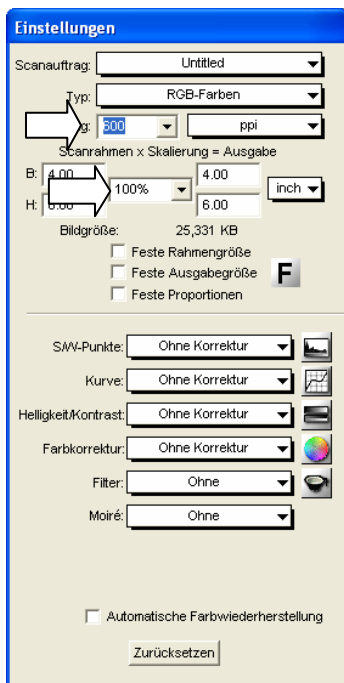 Einstellungen
Scanauftrag: Untitled
Typ: RGB-Farben
g: 600 ppi
Scanrahmen x Skalierung = Ausgabe
B: 4.00 100% 4.00 inch
H: 6.00 6.00
Bildgröße: 25,331 KB
Feste Rahmengröße
Feste Ausgabegröße F
Feste Proportionen
S/W-Punkte: Ohne Korrektur
Kurve: Ohne Korrektur
Helligkeit/Kontrast: Ohne Korrektur
Farbkorrektur: Ohne Korrektur
Filter: Ohne
Moiré: Ohne
Automatische Farbwiederherstellung
Zurücksetzen